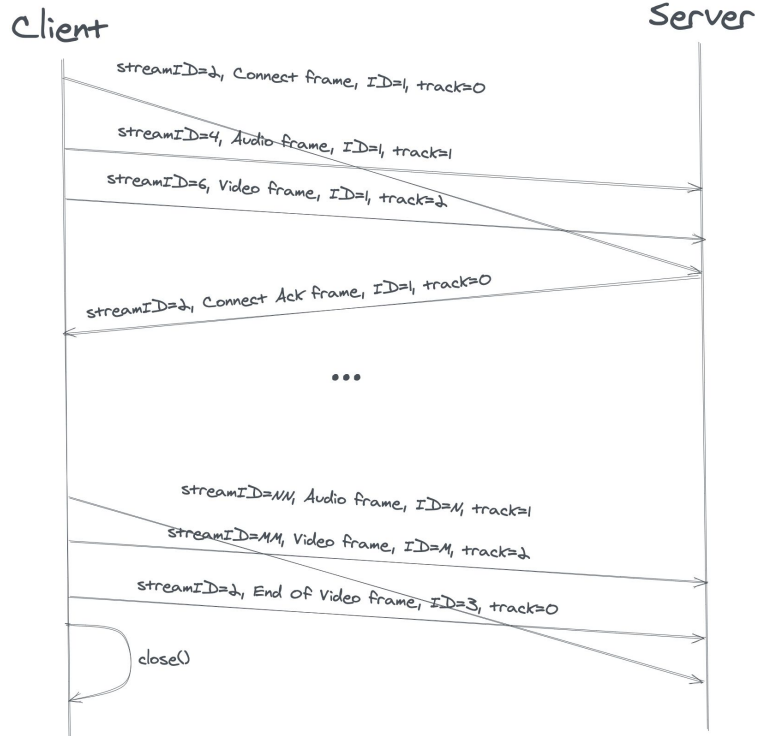 Client
Server
streamID=2, Connect frame, ID=1, track=0
streamID=4, Audio frame, ID=1, track=1
streamID=6, Video frame, ID=1, track=2
streamID=2, Connect Ack frame, ID=1, track=0
...
streamID=NN, Audio frame, ID=N, track=1
streamID=MM, Video frame, ID=M, track=2
streamID=2, End of Video frame, ID=3, track=0
close()